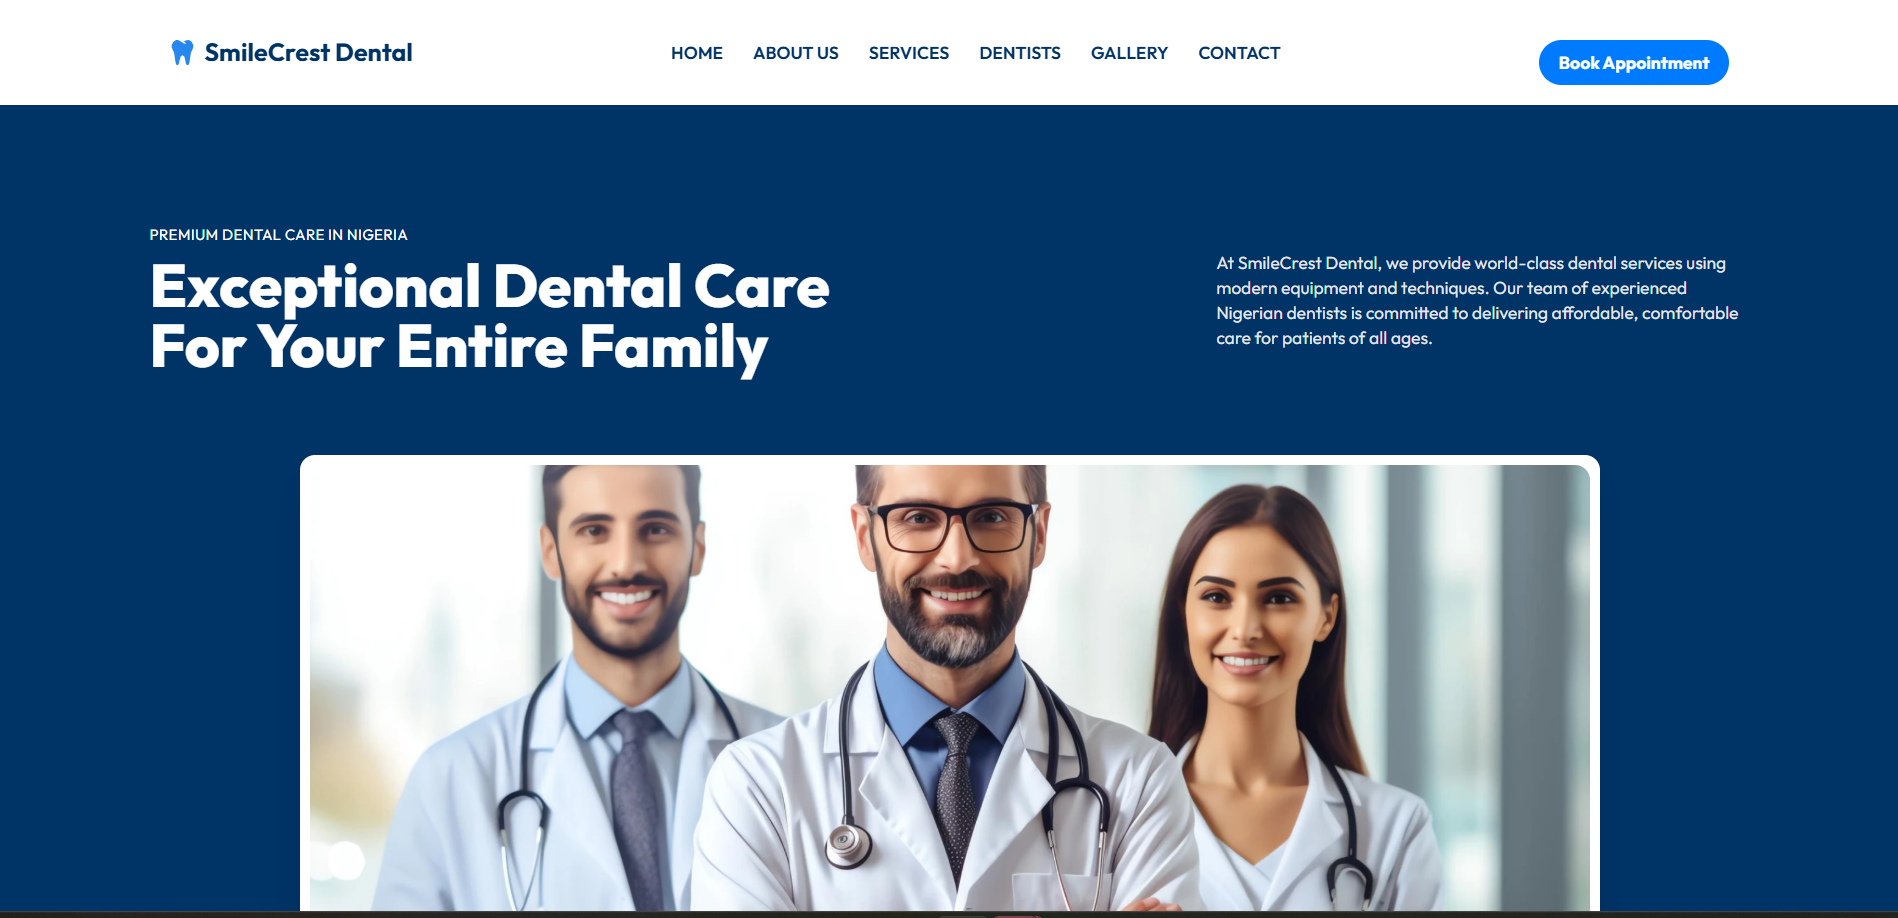 SmileCrest Dental
HOME
ABOUT US
SERVICES
DENTISTS
GALLERY
CONTACT
Book Appointment
PREMIUM DENTAL CARE IN NIGERIA
Exceptional Dental Care
For Your Entire Family
At SmileCrest Dental, we provide world-class dental services using
modern equipment and techniques. Our team of experienced
Nigerian dentists is committed to delivering affordable, comfortable
care for patients of all ages.